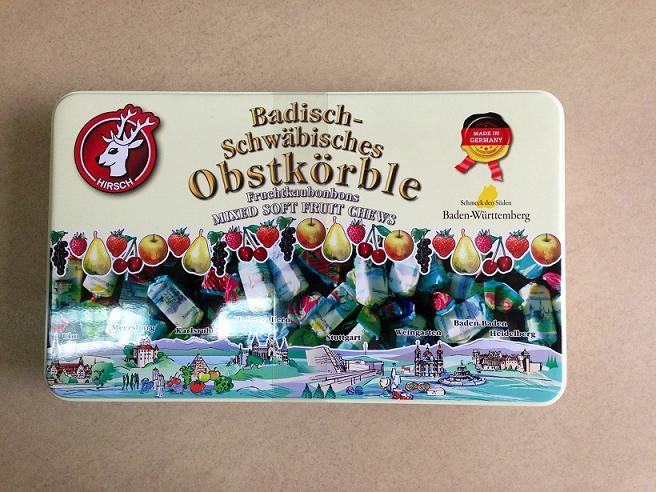 HIRSCH
Badisch-
Schwäbisches
Obstkörble
Fruchtkaubonbons
MIXED SOFT FRUIT CHEWS
MADE IN
GERMANY
Schmeck den Süden
Baden-Württemberg
Ulm
Meersburg
Karlsruhe
Stuttgart
Weingarten
Baden-Baden
Heidelberg